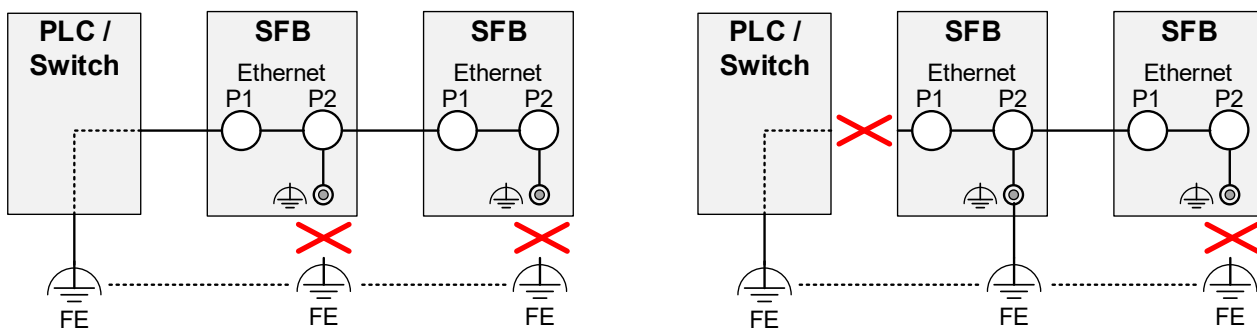 PLC /
Switch
SFB
Ethernet
P1 P2
SFB
Ethernet
P1 P2
FE
FE
FE
PLC /
Switch
SFB
Ethernet
P1 P2
SFB
Ethernet
P1 P2
FE
FE
FE